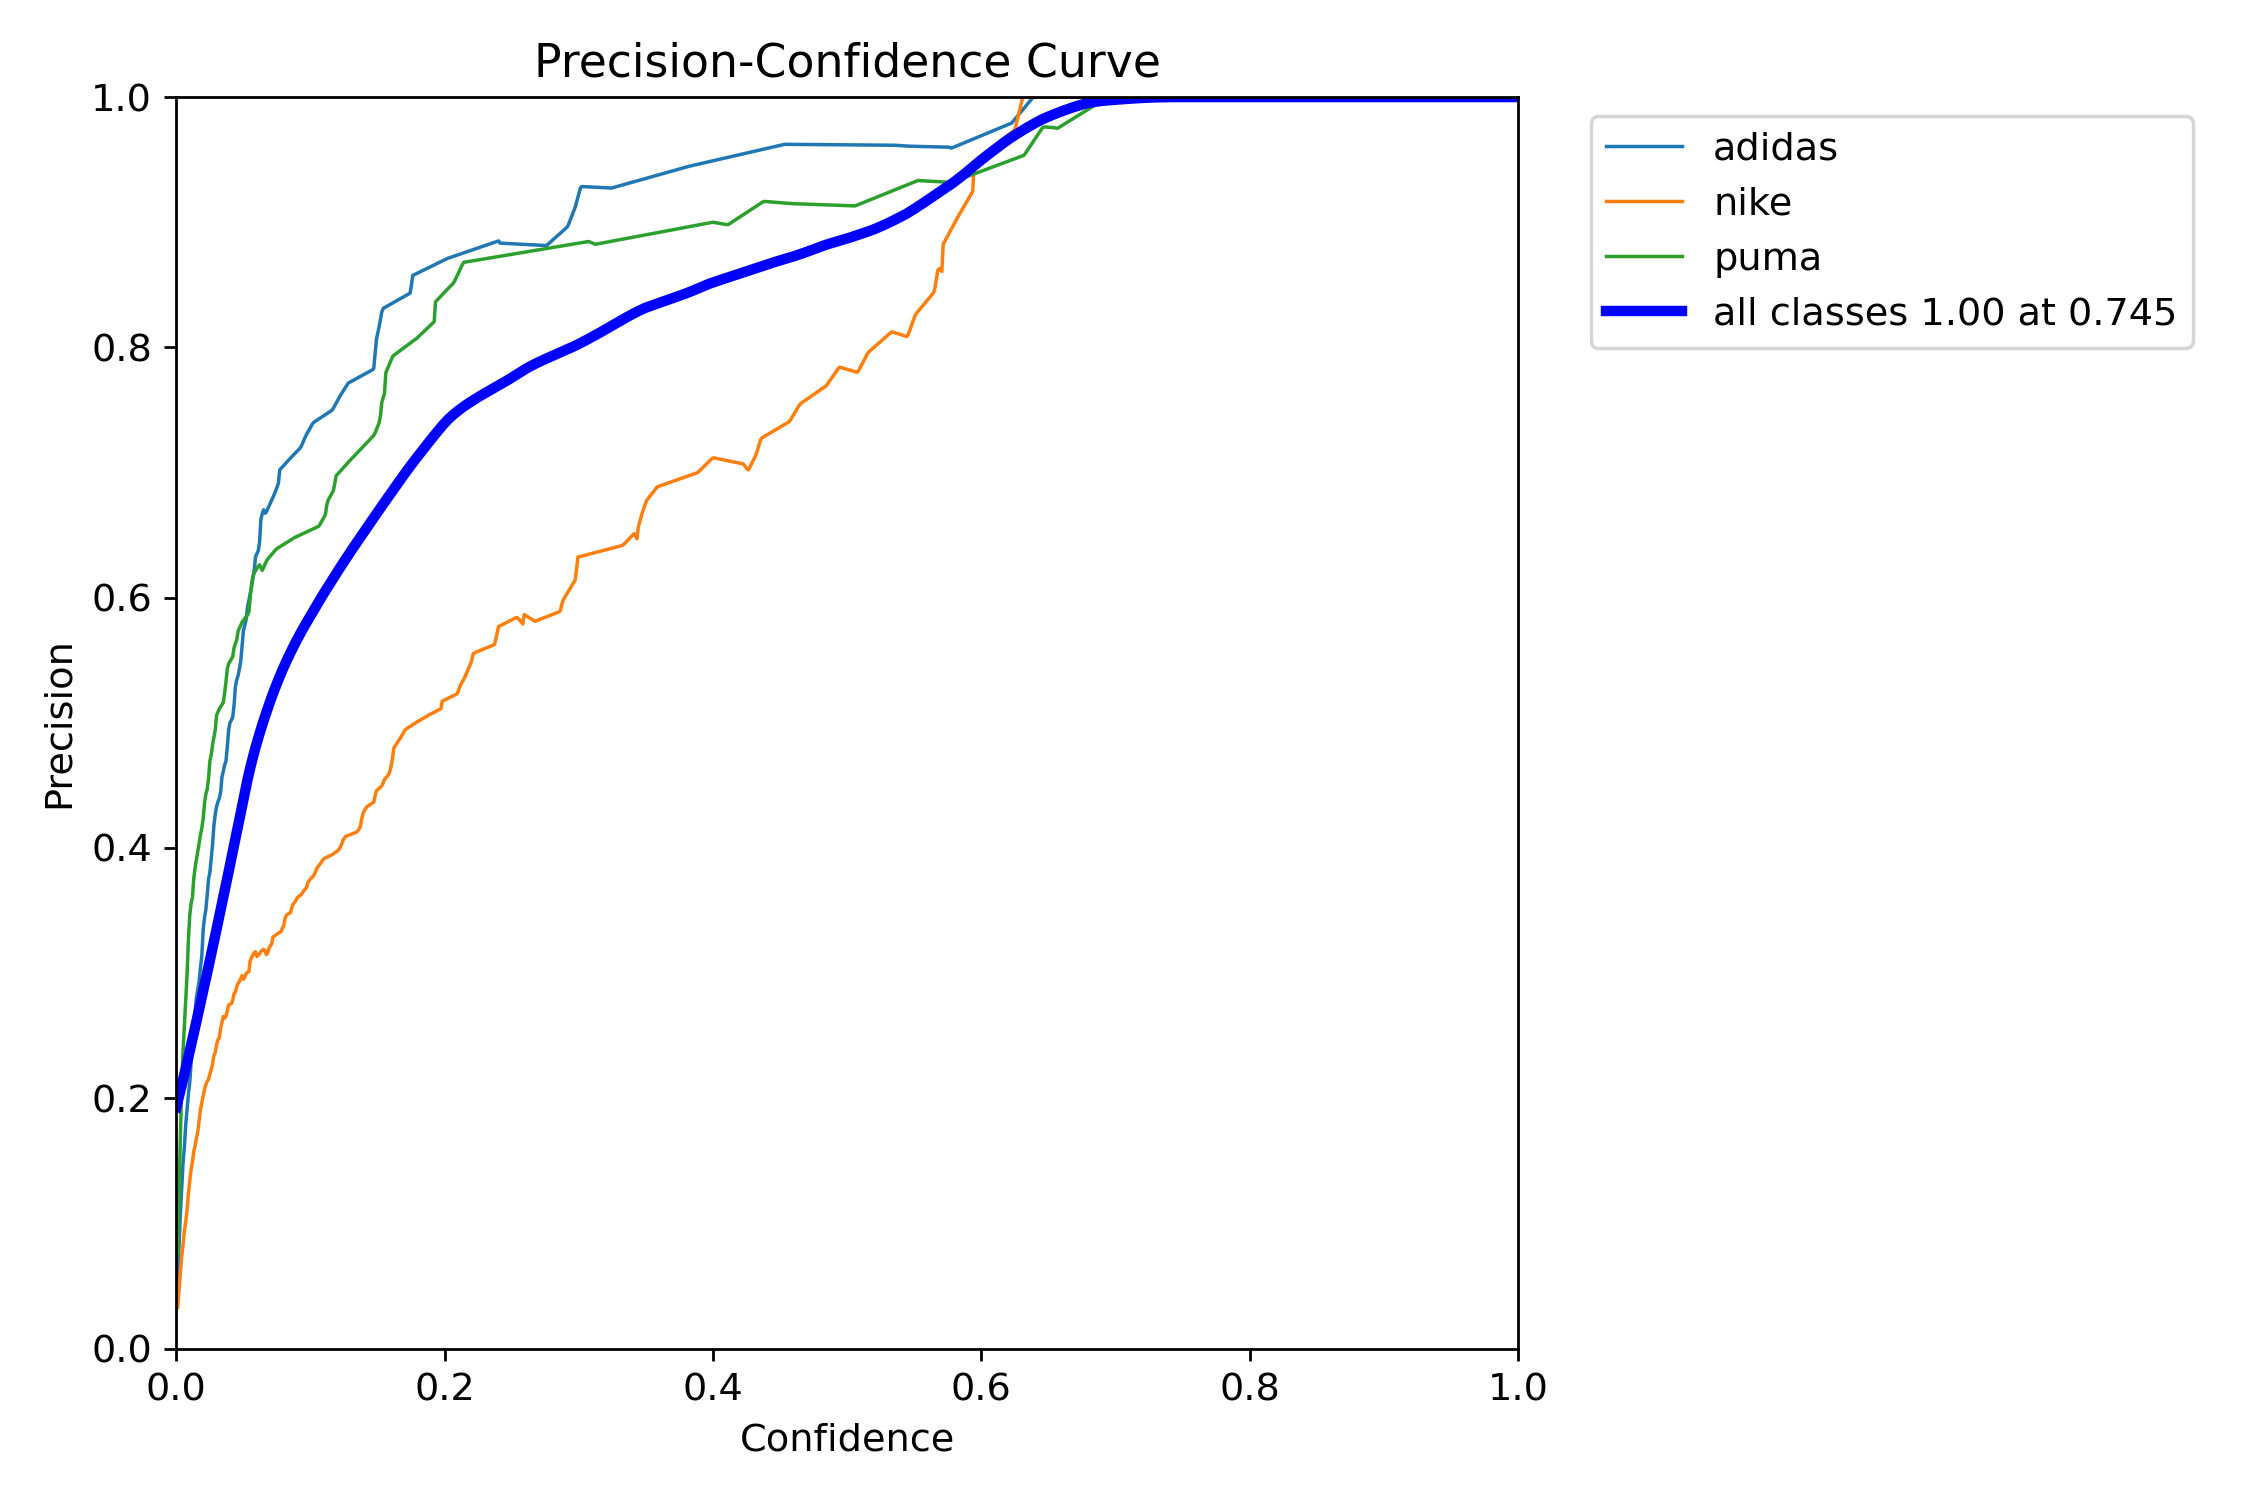 Precision-Confidence Curve
1.0
0.8
0.6
0.4
0.2
0.0
Precision
0.0 0.2 0.4 0.6 0.8 1.0
Confidence
adidas
nike
puma
all classes 1.00 at 0.745